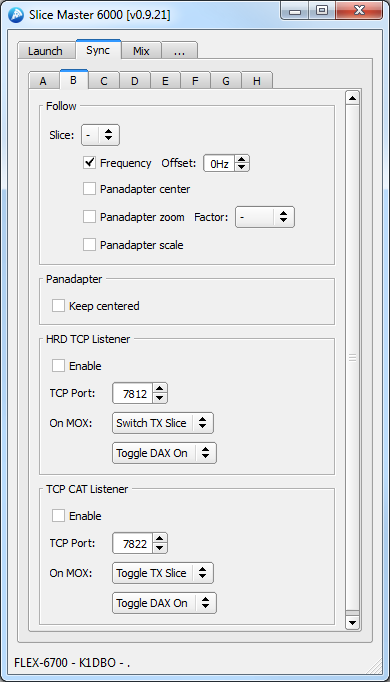 Slice Master 6000 [v0.9.21]
Launch Sync Mix ...
A B C D E F G H
Follow
Slice: -
Frequency Offset: 0Hz
Panadapter center
Panadapter zoom Factor: -
Panadapter scale
Panadapter
Keep centered
HRD TCP Listener
Enable
TCP Port: 7812
On MOX: Switch TX Slice
Toggle DAX On
TCP CAT Listener
Enable
TCP Port: 7822
On MOX: Toggle TX Slice
Toggle DAX On
FLEX-6700 - K1DBO - .